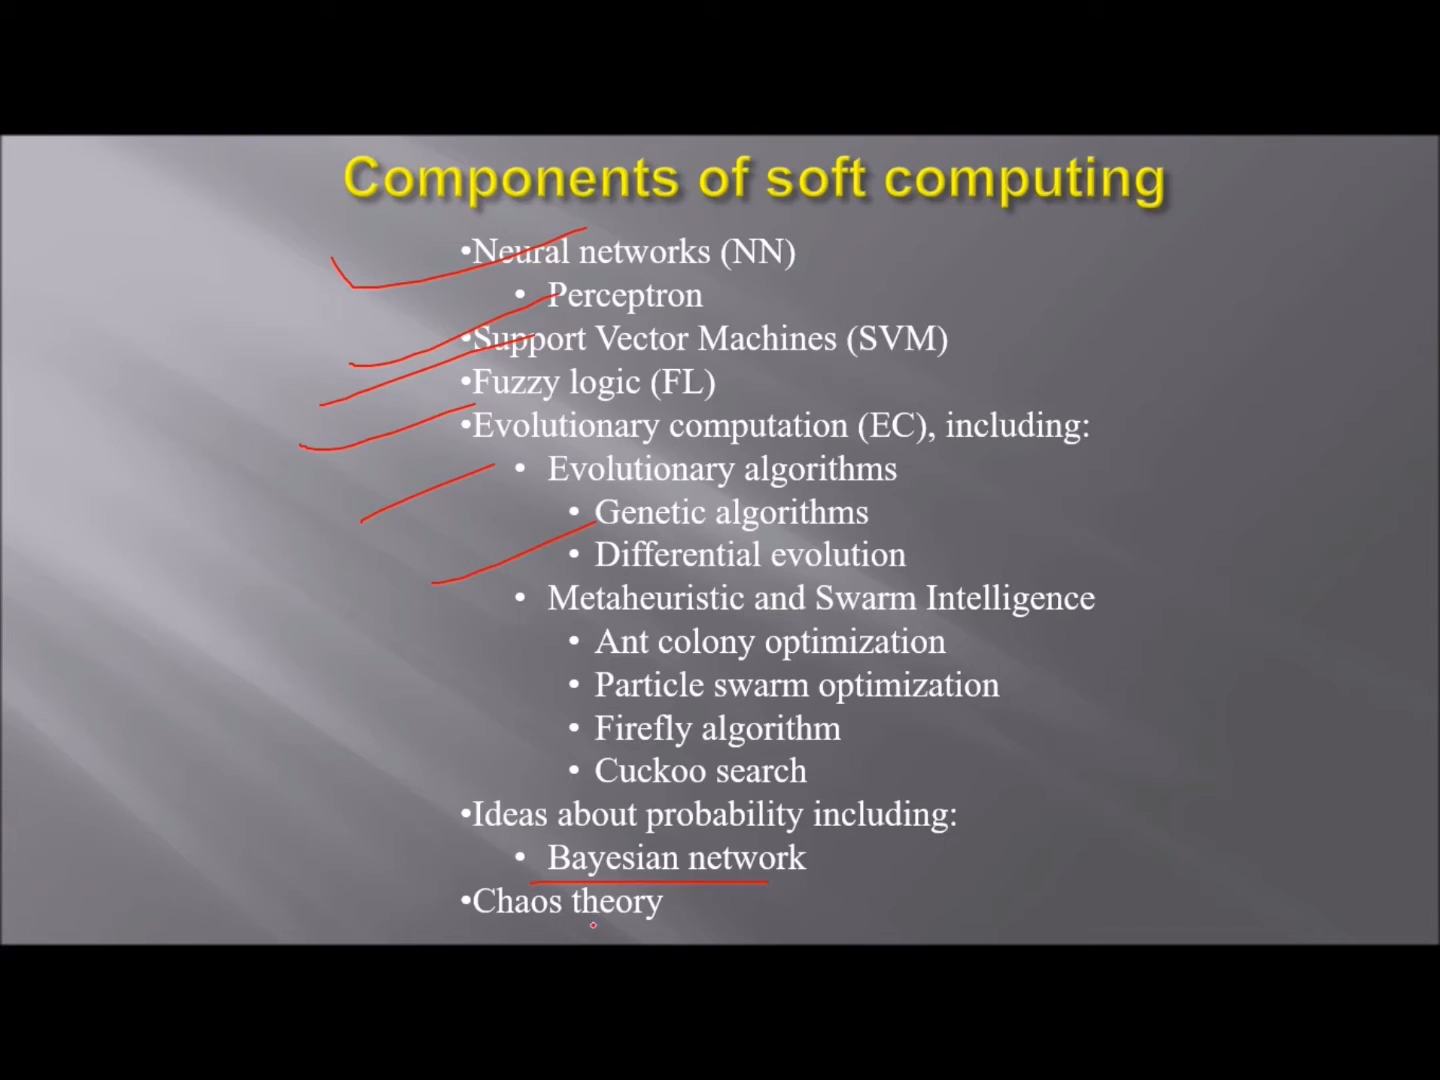 Components of soft computing
•Neural networks (NN)
• Perceptron
•Support Vector Machines (SVM)
•Fuzzy logic (FL)
•Evolutionary computation (EC), including:
• Evolutionary algorithms
• Genetic algorithms
• Differential evolution
• Metaheuristic and Swarm Intelligence
• Ant colony optimization
• Particle swarm optimization
• Firefly algorithm
• Cuckoo search
•Ideas about probability including:
• Bayesian network
•Chaos theory